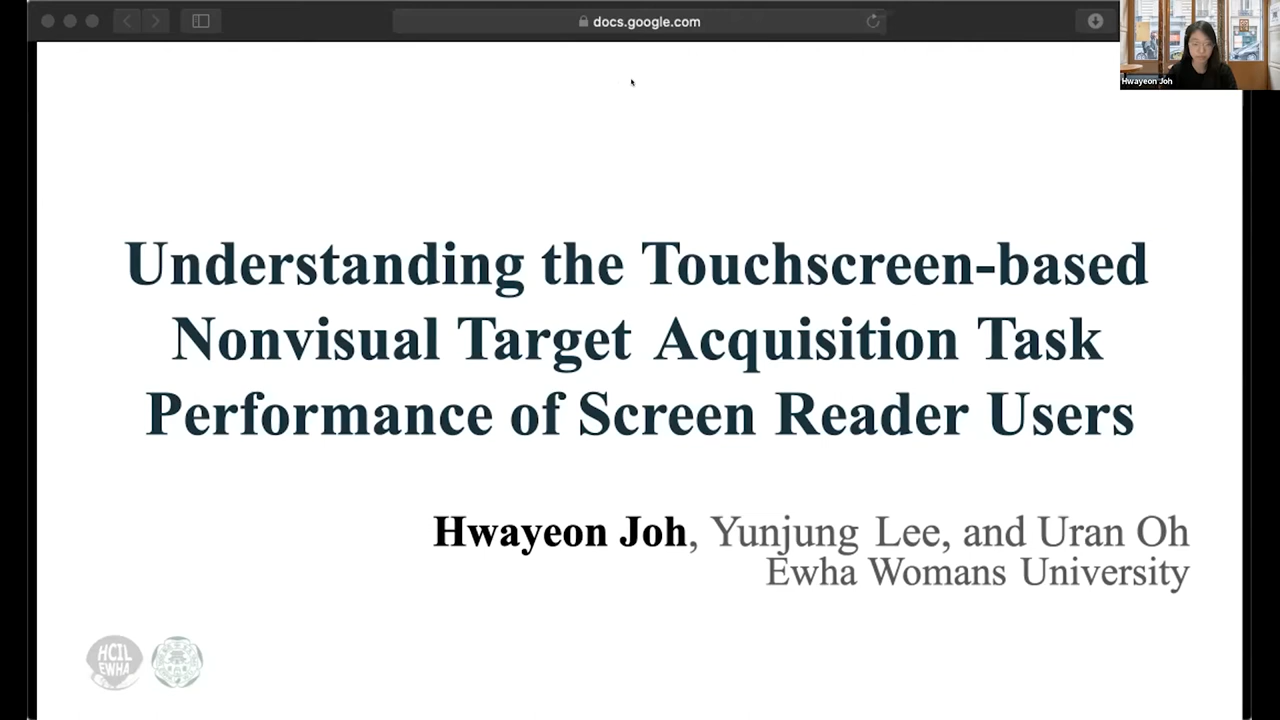 docs.google.com
Hwayeon Joh
Understanding the Touchscreen-based
Nonvisual Target Acquisition Task
Performance of Screen Reader Users
Hwayeon Joh, Yunjung Lee, and Uran Oh
Ewha Womans University
HCIL
EWHA